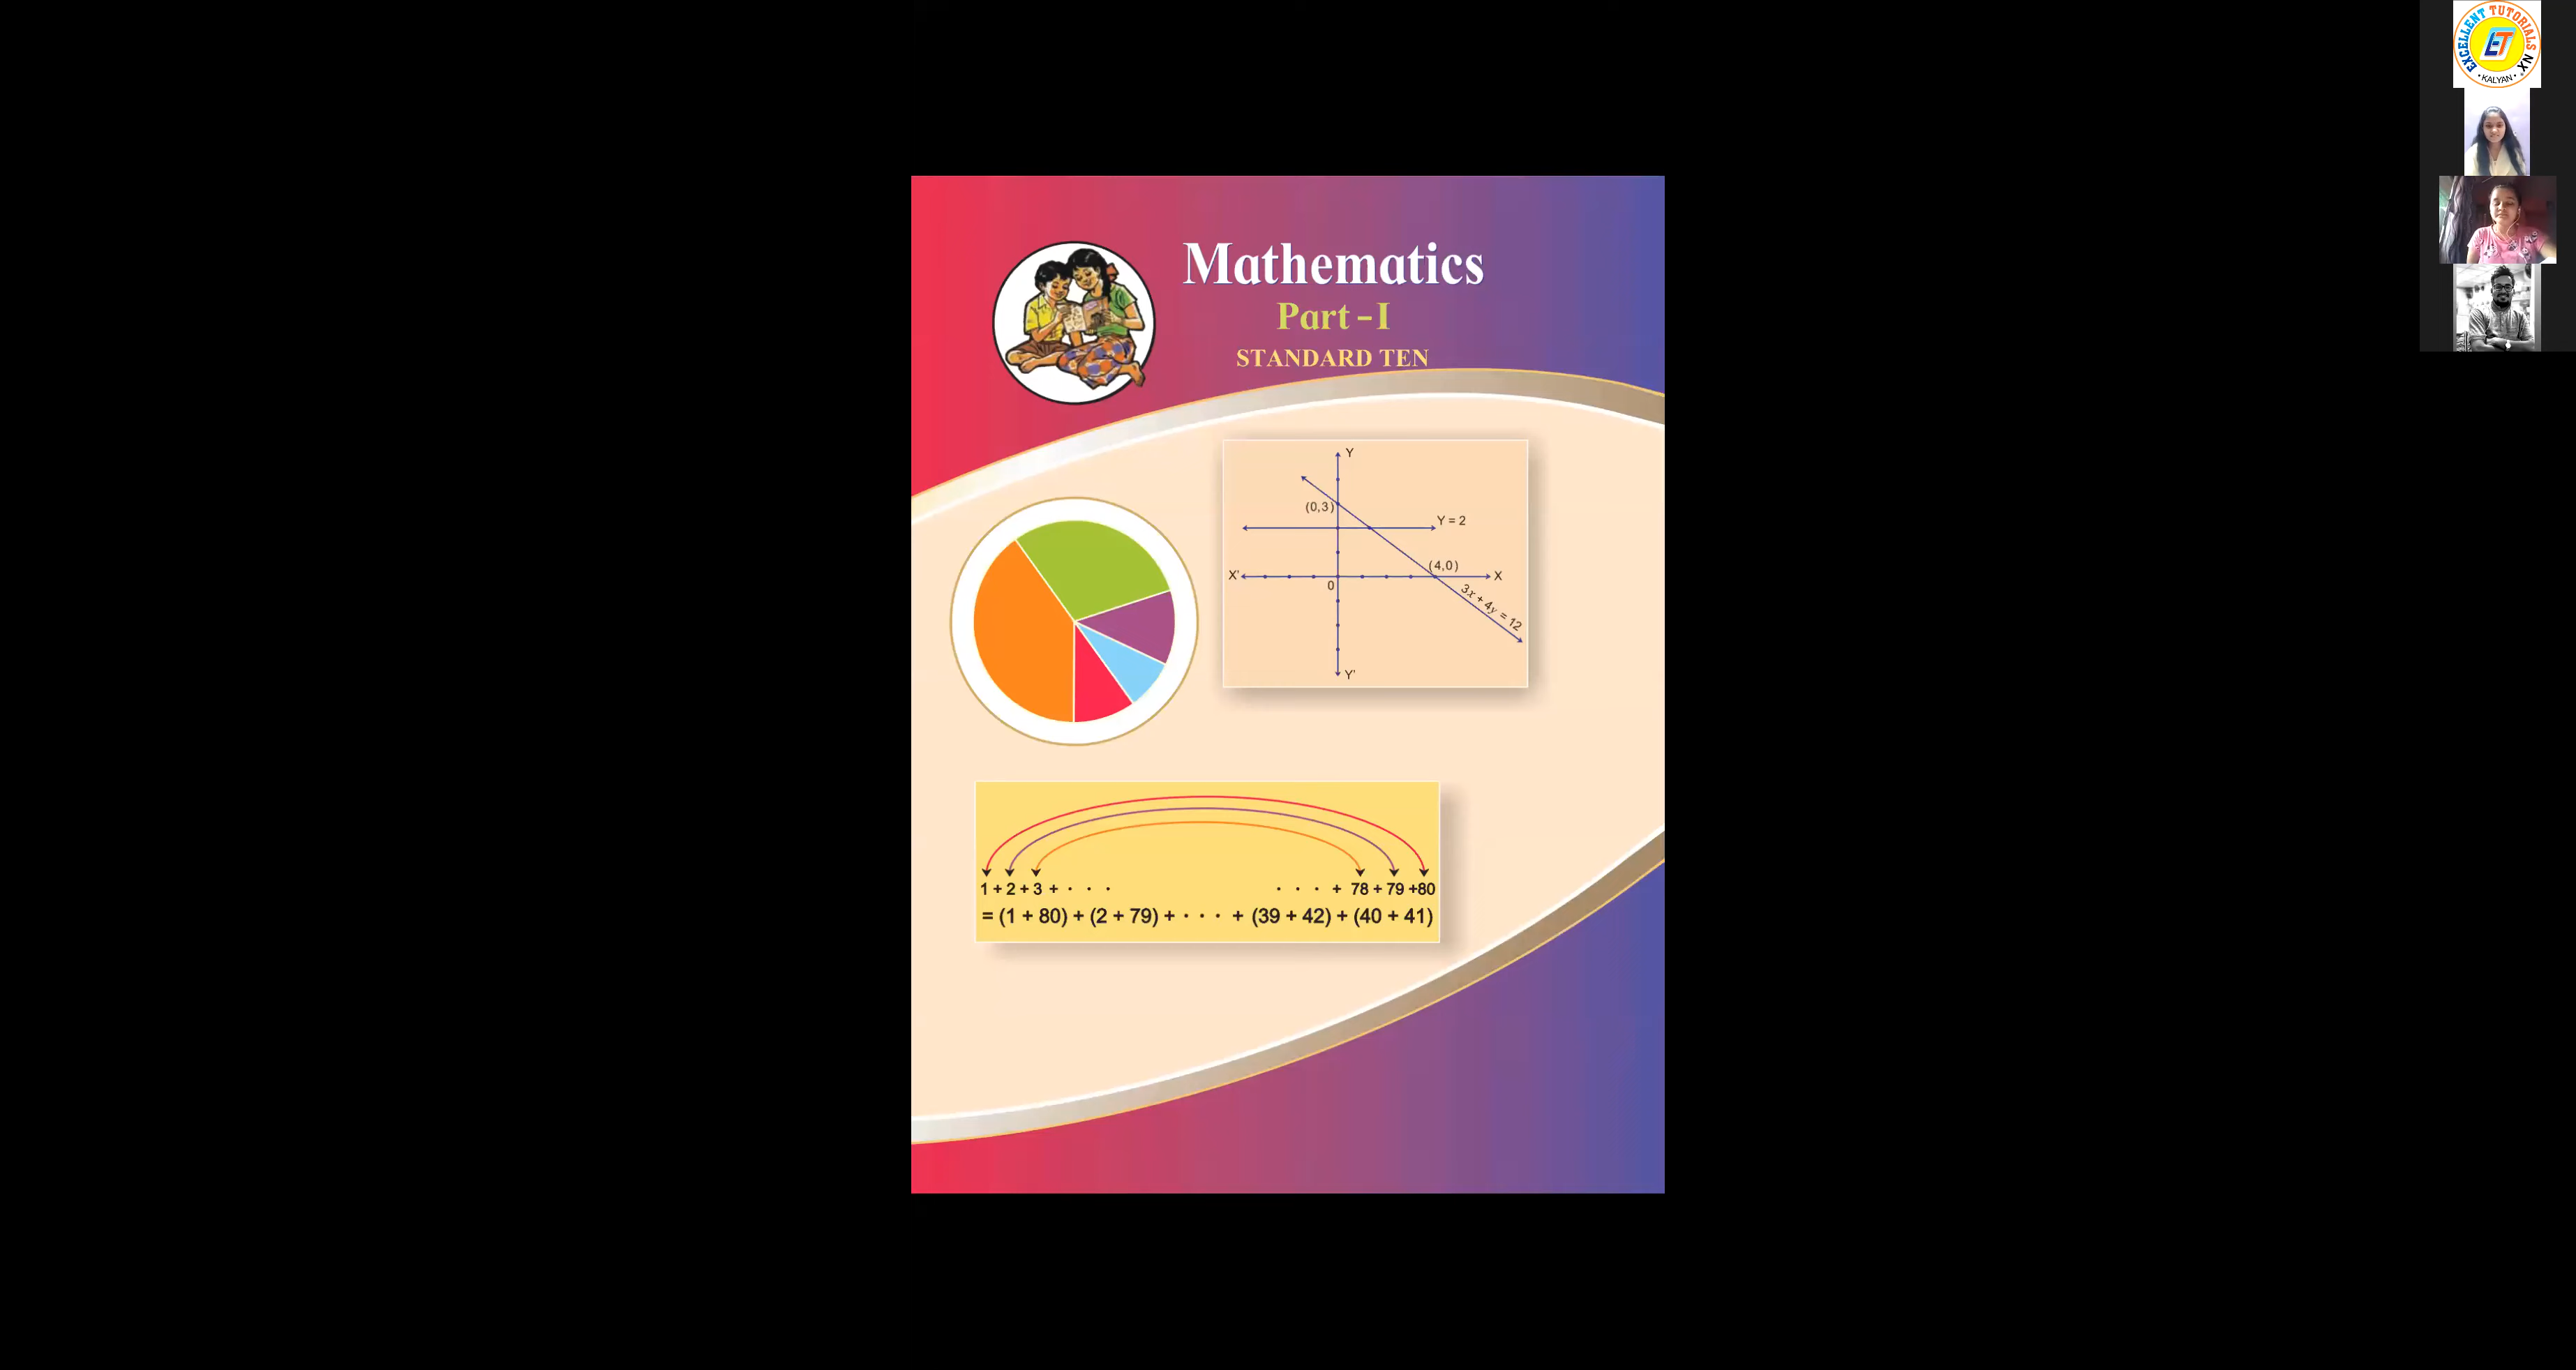 Mathematics
Part - I
STANDARD TEN
Y
(0,3)
Y = 2
(4,0)
X'
X
0
3x + 4y = 12
Y'
1 + 2 + 3 + · · · · · · + 78 + 79 +80
= (1 + 80) + (2 + 79) + · · · + (39 + 42) + (40 + 41)
EXCELLENT TUTORIALS NX.
ET
• KALYAN •